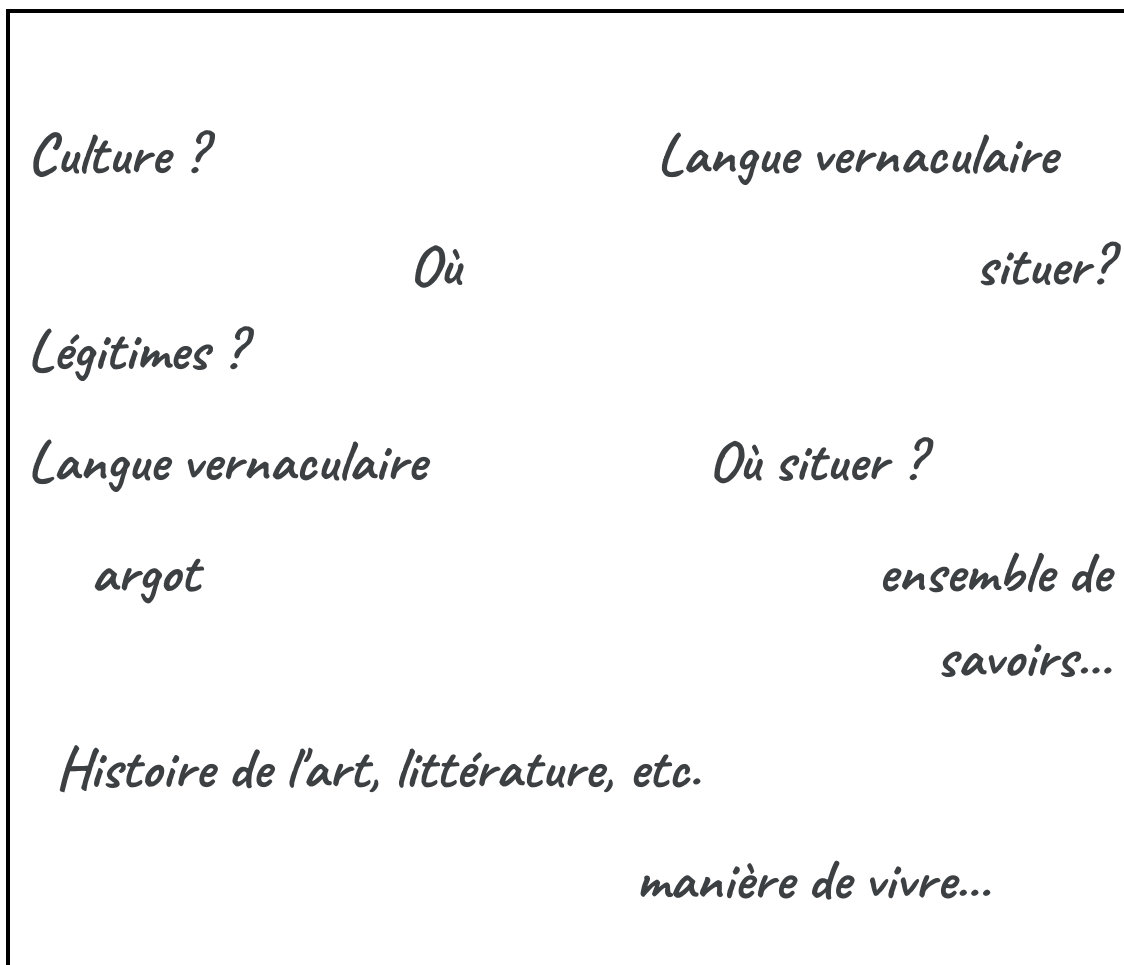 Culture ? Langue vernaculaire
Où situer?
Légitimes ?
Langue vernaculaire Où situer ?
argot ensemble de
savoirs...
Histoire de l'art, littérature, etc.
manière de vivre...